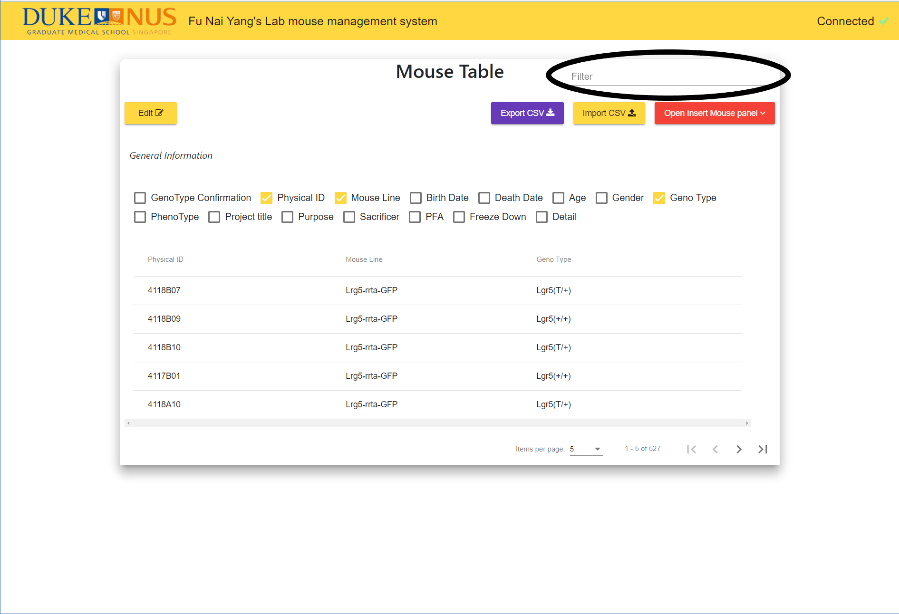 DUKE NUS Fu Nai Yang's Lab mouse management system Connected
GRADUATE MEDICAL SCHOOL SINGAPORE
Mouse Table Filter
Edit Export CSV Import CSV Open Insert Mouse panel
General Information
GenoType Confirmation Physical ID Mouse Line Birth Date Death Date Age Gender Geno Type
PhenoType Project title Purpose Sacrificer PFA Freeze Down Detail
Physical ID Mouse Line Geno Type
4118B07 Lrg5-rrta-GFP Lgr5(T/+)
4118B09 Lrg5-rrta-GFP Lgr5(+/+)
4118B10 Lrg5-rrta-GFP Lgr5(T/+)
4117B01 Lrg5-rrta-GFP Lgr5(+/+)
4118A10 Lrg5-rrta-GFP Lgr5(T/+)
Items per page: 5 1 - 5 of 527